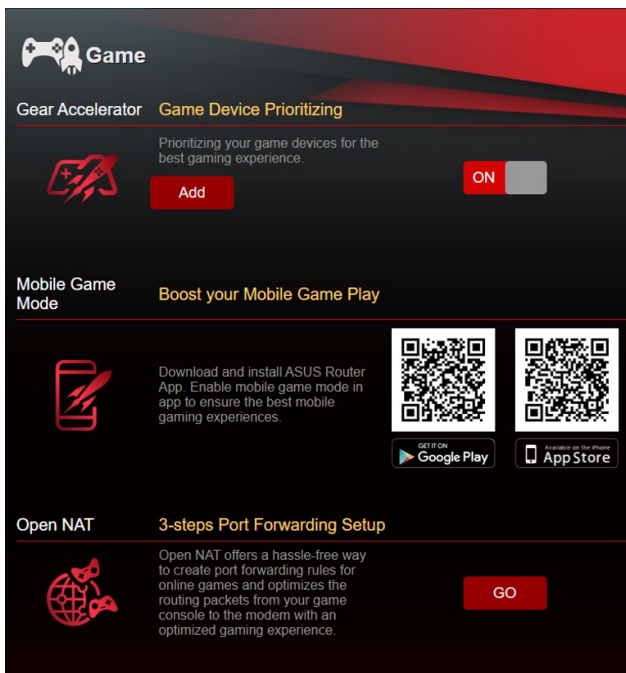 Game
Gear Accelerator
Game Device Prioritizing
Prioritizing your game devices for the
best gaming experience.
Add
ON
Mobile Game
Mode
Boost your Mobile Game Play
Download and install ASUS Router
App. Enable mobile game mode in
app to ensure the best mobile
gaming experiences.
GET IT ON
Google Play
Available on the iPhone
App Store
Open NAT
3-steps Port Forwarding Setup
Open NAT offers a hassle-free way
to create port forwarding rules for
online games and optimizes the
routing packets from your game
console to the modem with an
optimized gaming experience.
GO